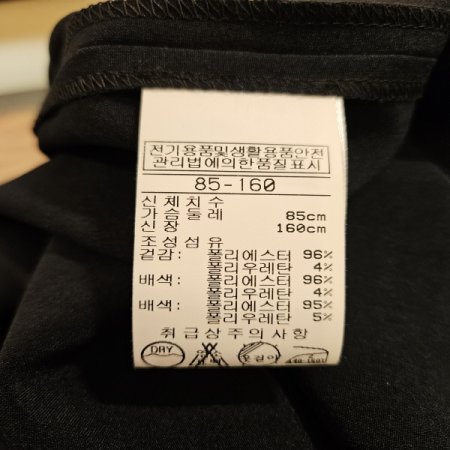 전기용품및생활용품안전
관리법에의한품질표시
85-160
신체치수
가슴둘레 85cm
신장 160cm
조성섬유
겉감: 폴리에스터 96%
폴리우레탄 4%
배색: 폴리에스터 96%
폴리우레탄 4%
배색: 폴리에스터 95%
폴리우레탄 5%
취급상주의사항
DRY 옷걸이